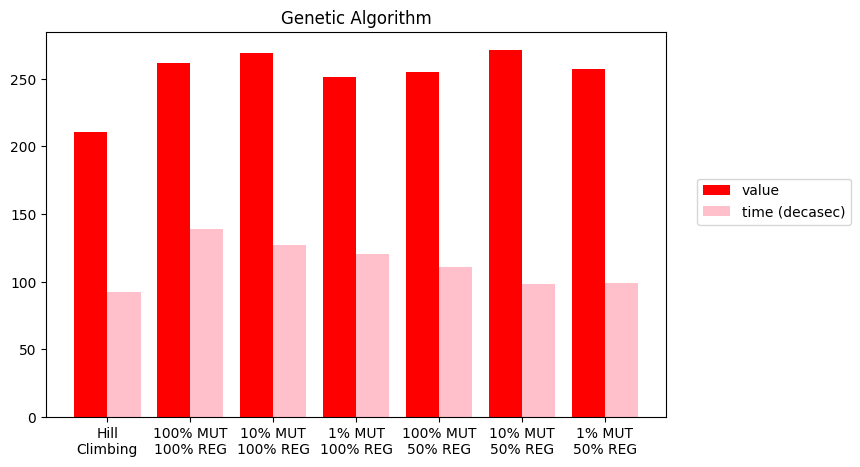 Genetic Algorithm
250
200
150
100
50
0
Hill
Climbing
100% MUT
100% REG
10% MUT
100% REG
1% MUT
100% REG
100% MUT
50% REG
10% MUT
50% REG
1% MUT
50% REG
value
time (decasec)